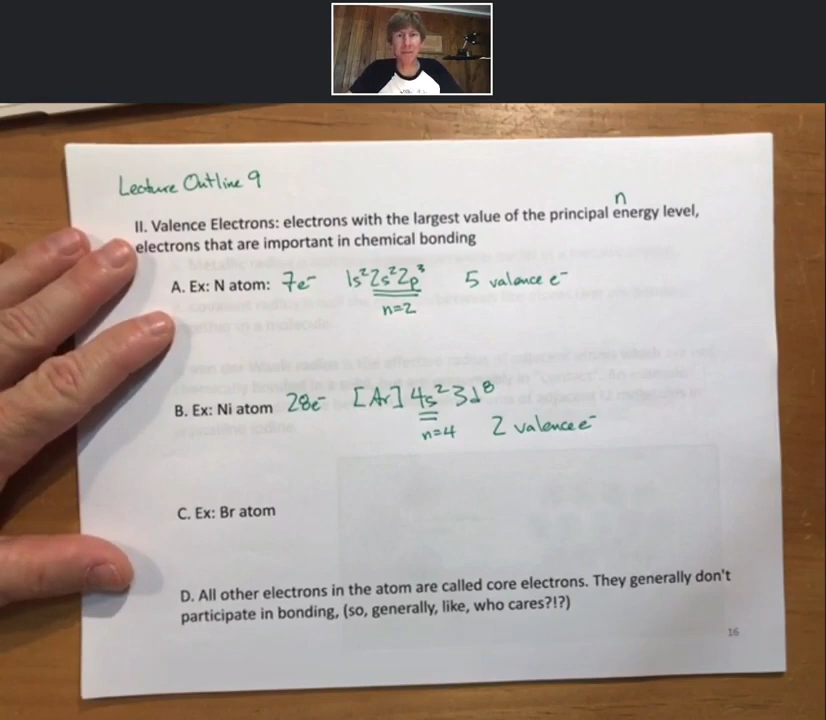 Lecture Outline 9
n
II. Valence Electrons: electrons with the largest value of the principal energy level,
electrons that are important in chemical bonding
A. Ex: N atom: 7e⁻ 1s²2s²2p³ 5 valence e⁻
n=2
B. Ex: Ni atom 28e⁻ [Ar] 4s²3d⁸
n=4 2 valence e⁻
C. Ex: Br atom
D. All other electrons in the atom are called core electrons. They generally don't
participate in bonding, (so, generally, like, who cares?!?)
16